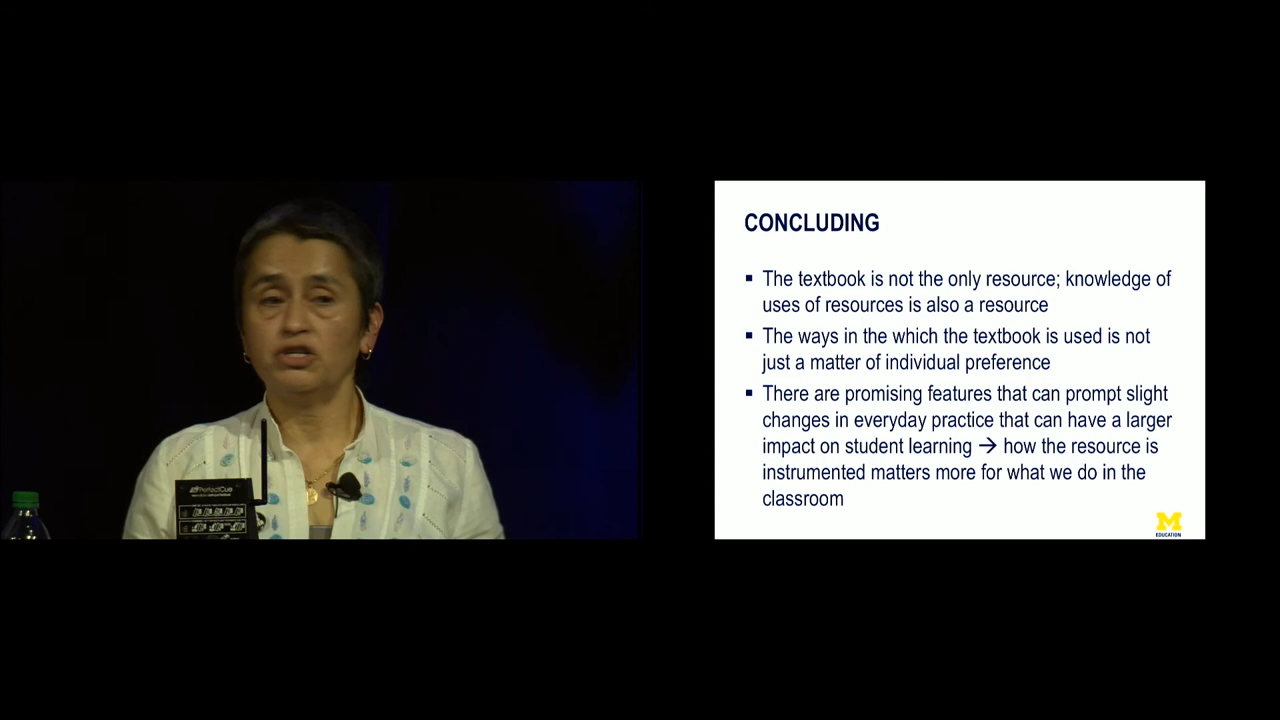 PerfectCue
CONCLUDING
▪ The textbook is not the only resource; knowledge of
uses of resources is also a resource
▪ The ways in the which the textbook is used is not
just a matter of individual preference
▪ There are promising features that can prompt slight
changes in everyday practice that can have a larger
impact on student learning → how the resource is
instrumented matters more for what we do in the
classroom
M
EDUCATION